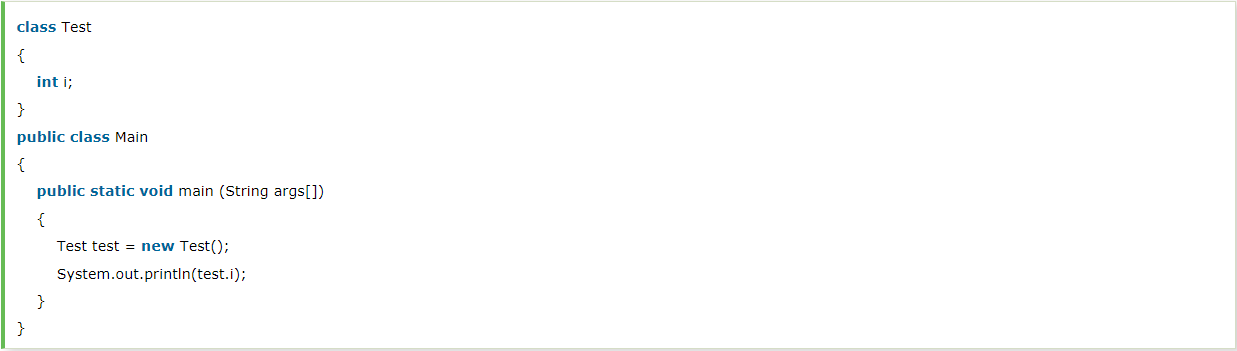 class Test
{
int i;
}
public class Main
{
public static void main (String args[])
{
Test test = new Test();
System.out.println(test.i);
}
}